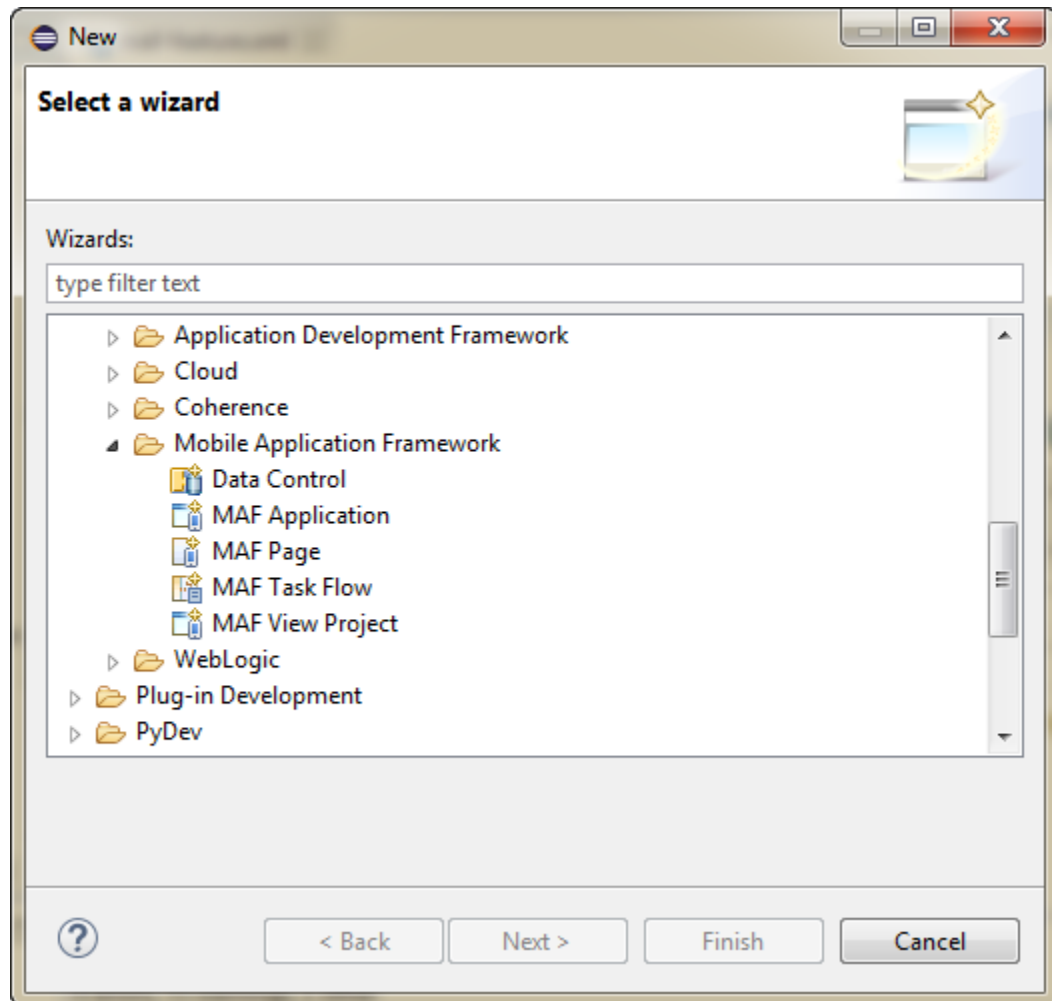 New
Select a wizard
Wizards:
type filter text
Application Development Framework
Cloud
Coherence
Mobile Application Framework
Data Control
MAF Application
MAF Page
MAF Task Flow
MAF View Project
WebLogic
Plug-in Development
PyDev
< Back Next > Finish Cancel